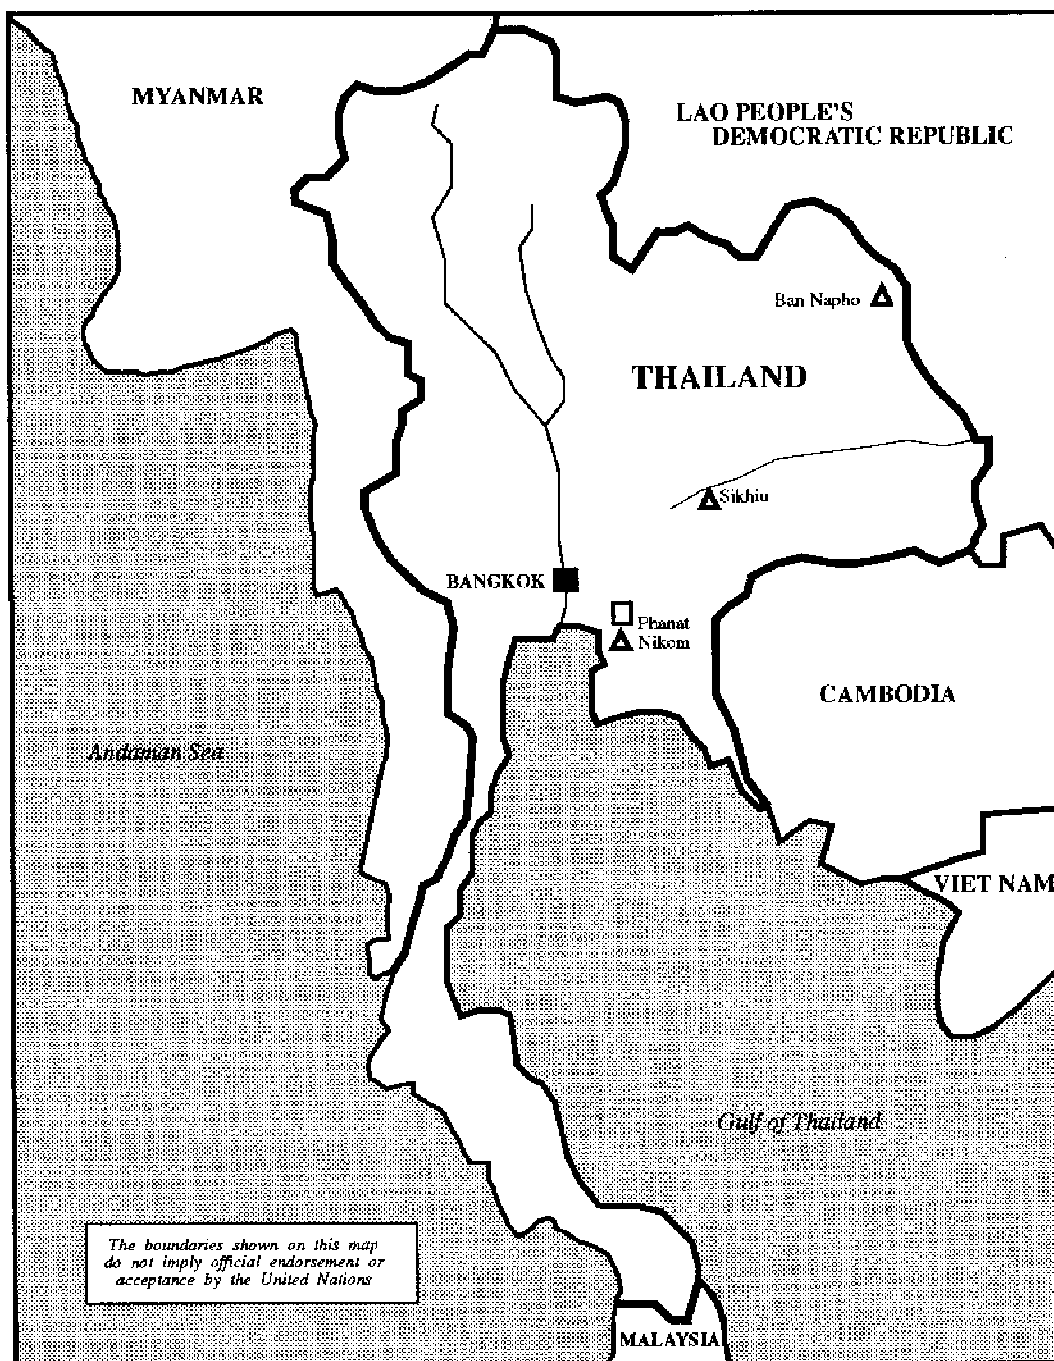 MYANMAR
LAO PEOPLE'S
DEMOCRATIC REPUBLIC
Ban Napho
THAILAND
Sikhiu
BANGKOK
Phanat
Nikom
CAMBODIA
Andaman Sea
VIET NAM
Gulf of Thailand
The boundaries shown on this map
do not imply official endorsement or
acceptance by the United Nations
MALAYSIA